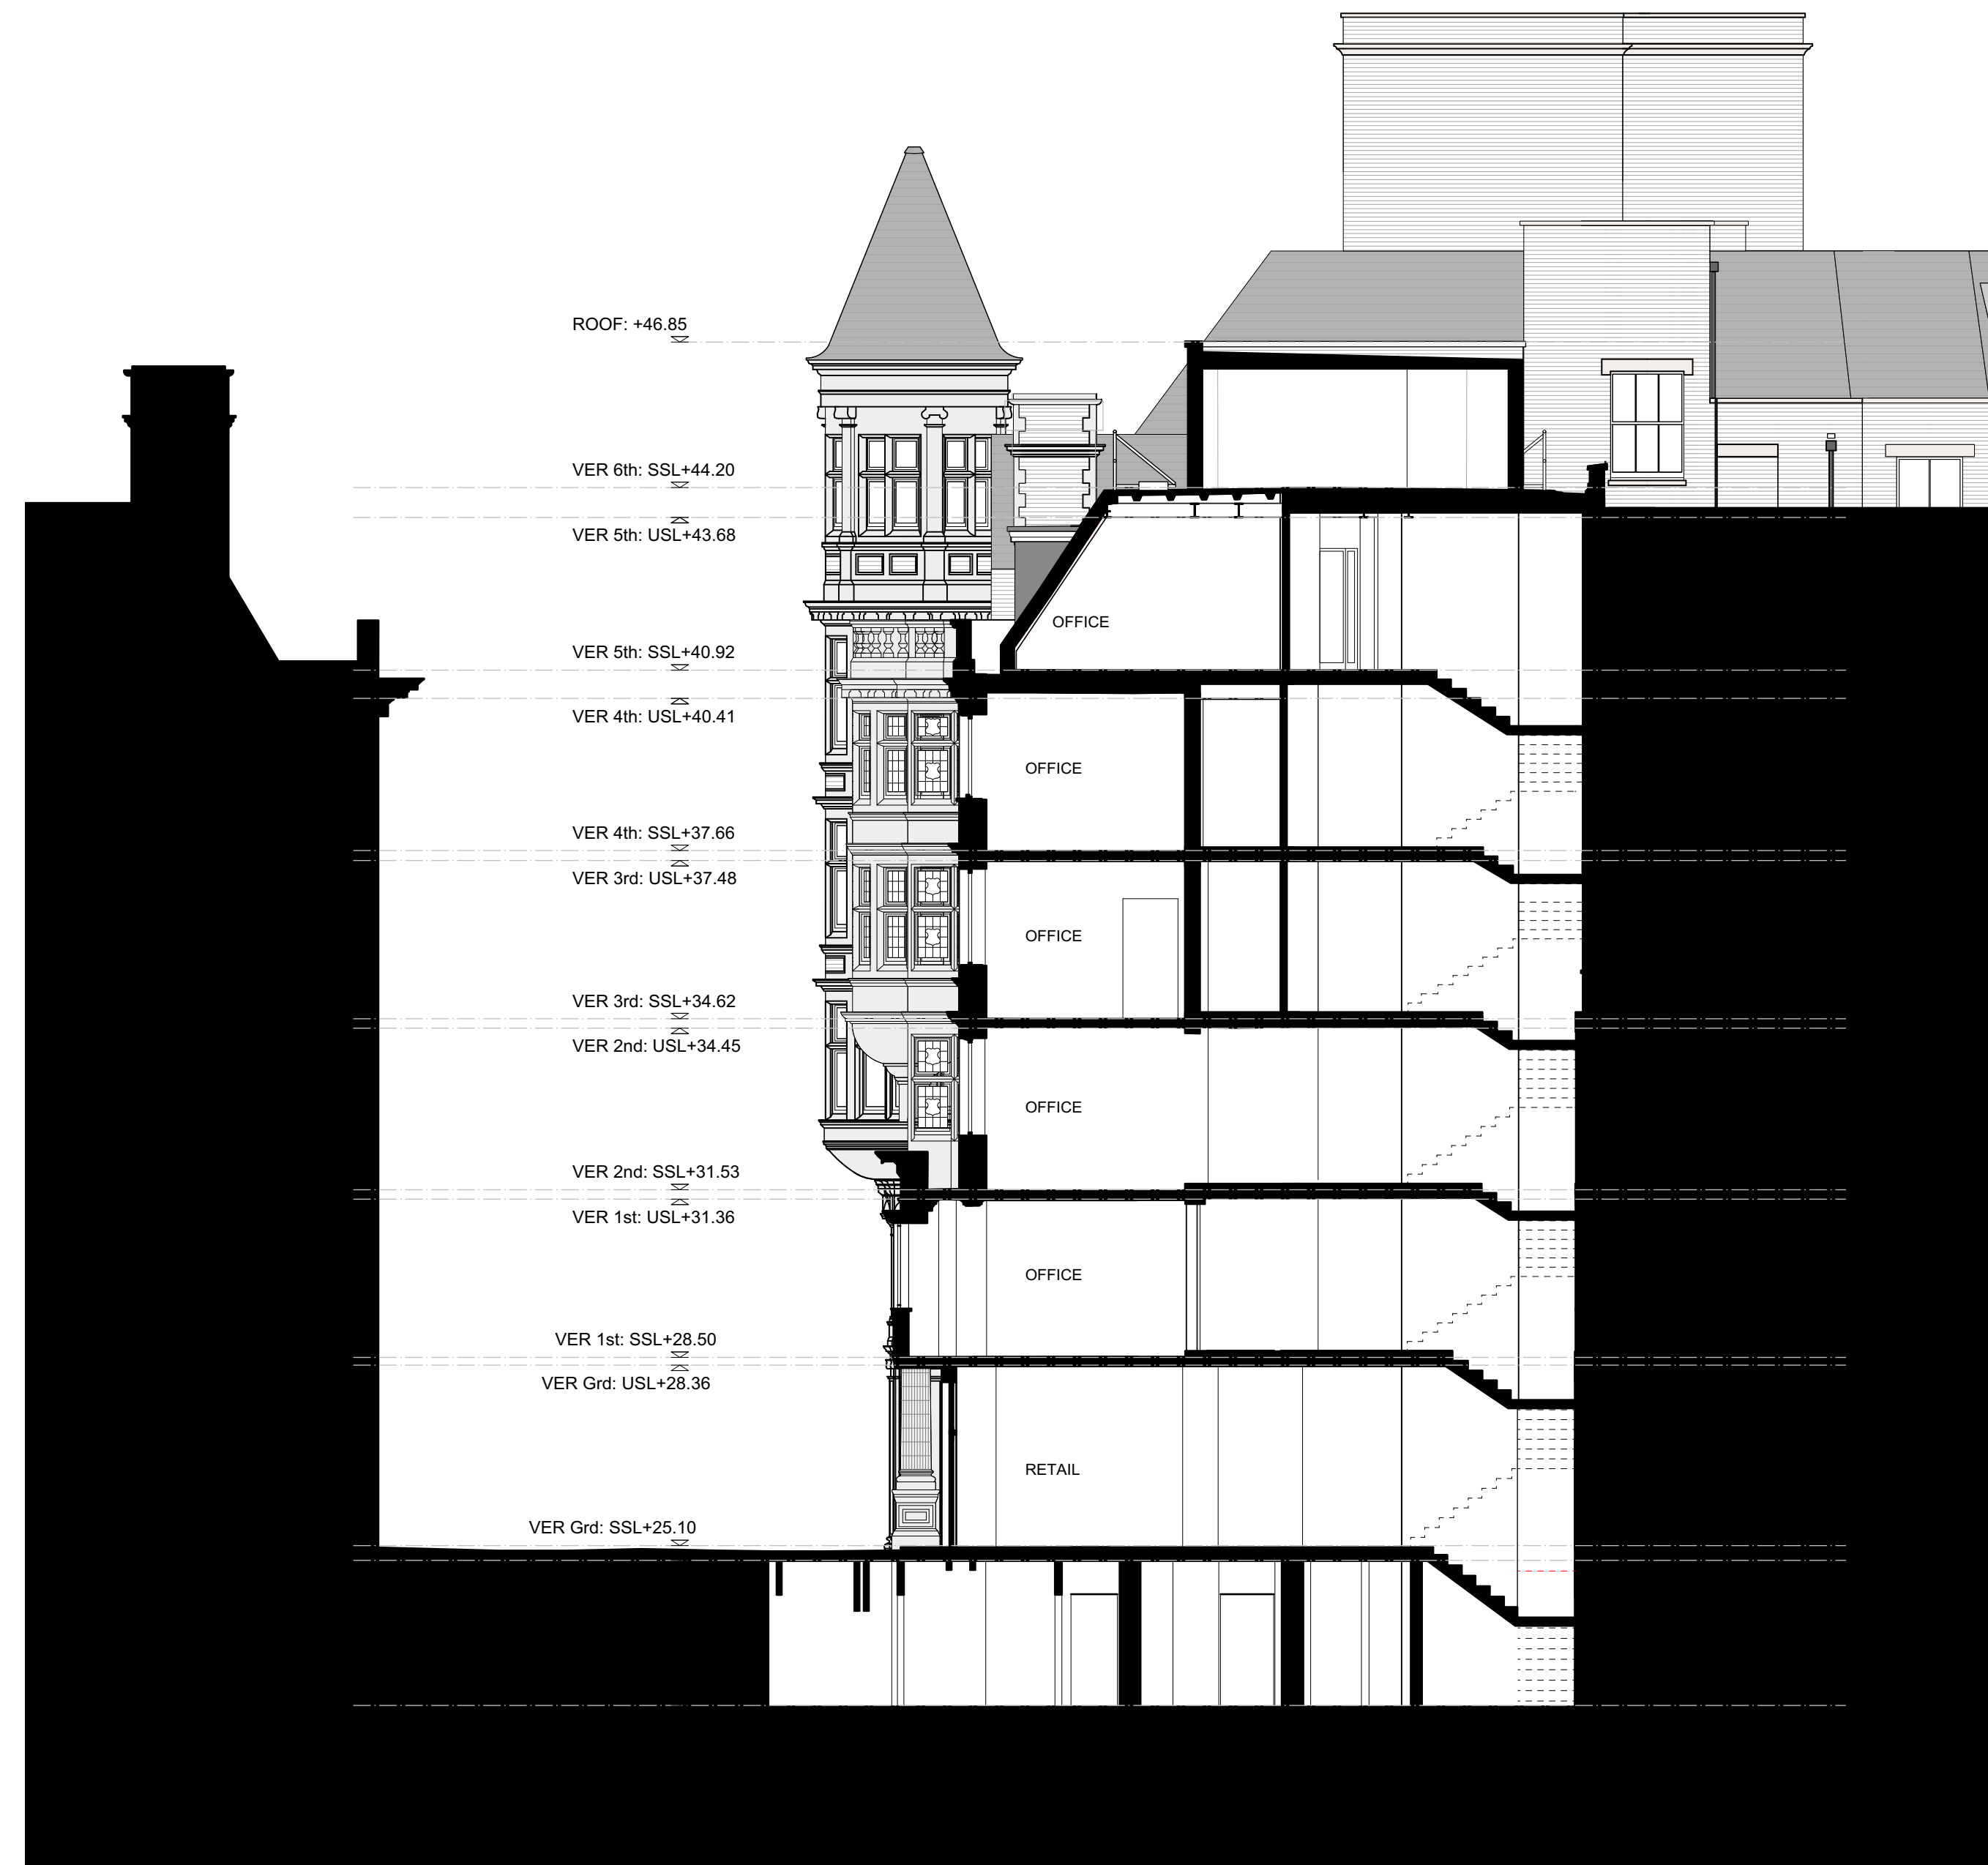 ROOF: +46.85
VER 6th: SSL+44.20
VER 5th: USL+43.68
OFFICE
VER 5th: SSL+40.92
VER 4th: USL+40.41
OFFICE
VER 4th: SSL+37.66
VER 3rd: USL+37.48
OFFICE
VER 3rd: SSL+34.62
VER 2nd: USL+34.45
OFFICE
VER 2nd: SSL+31.53
VER 1st: USL+31.36
OFFICE
VER 1st: SSL+28.50
VER Grd: USL+28.36
RETAIL
VER Grd: SSL+25.10